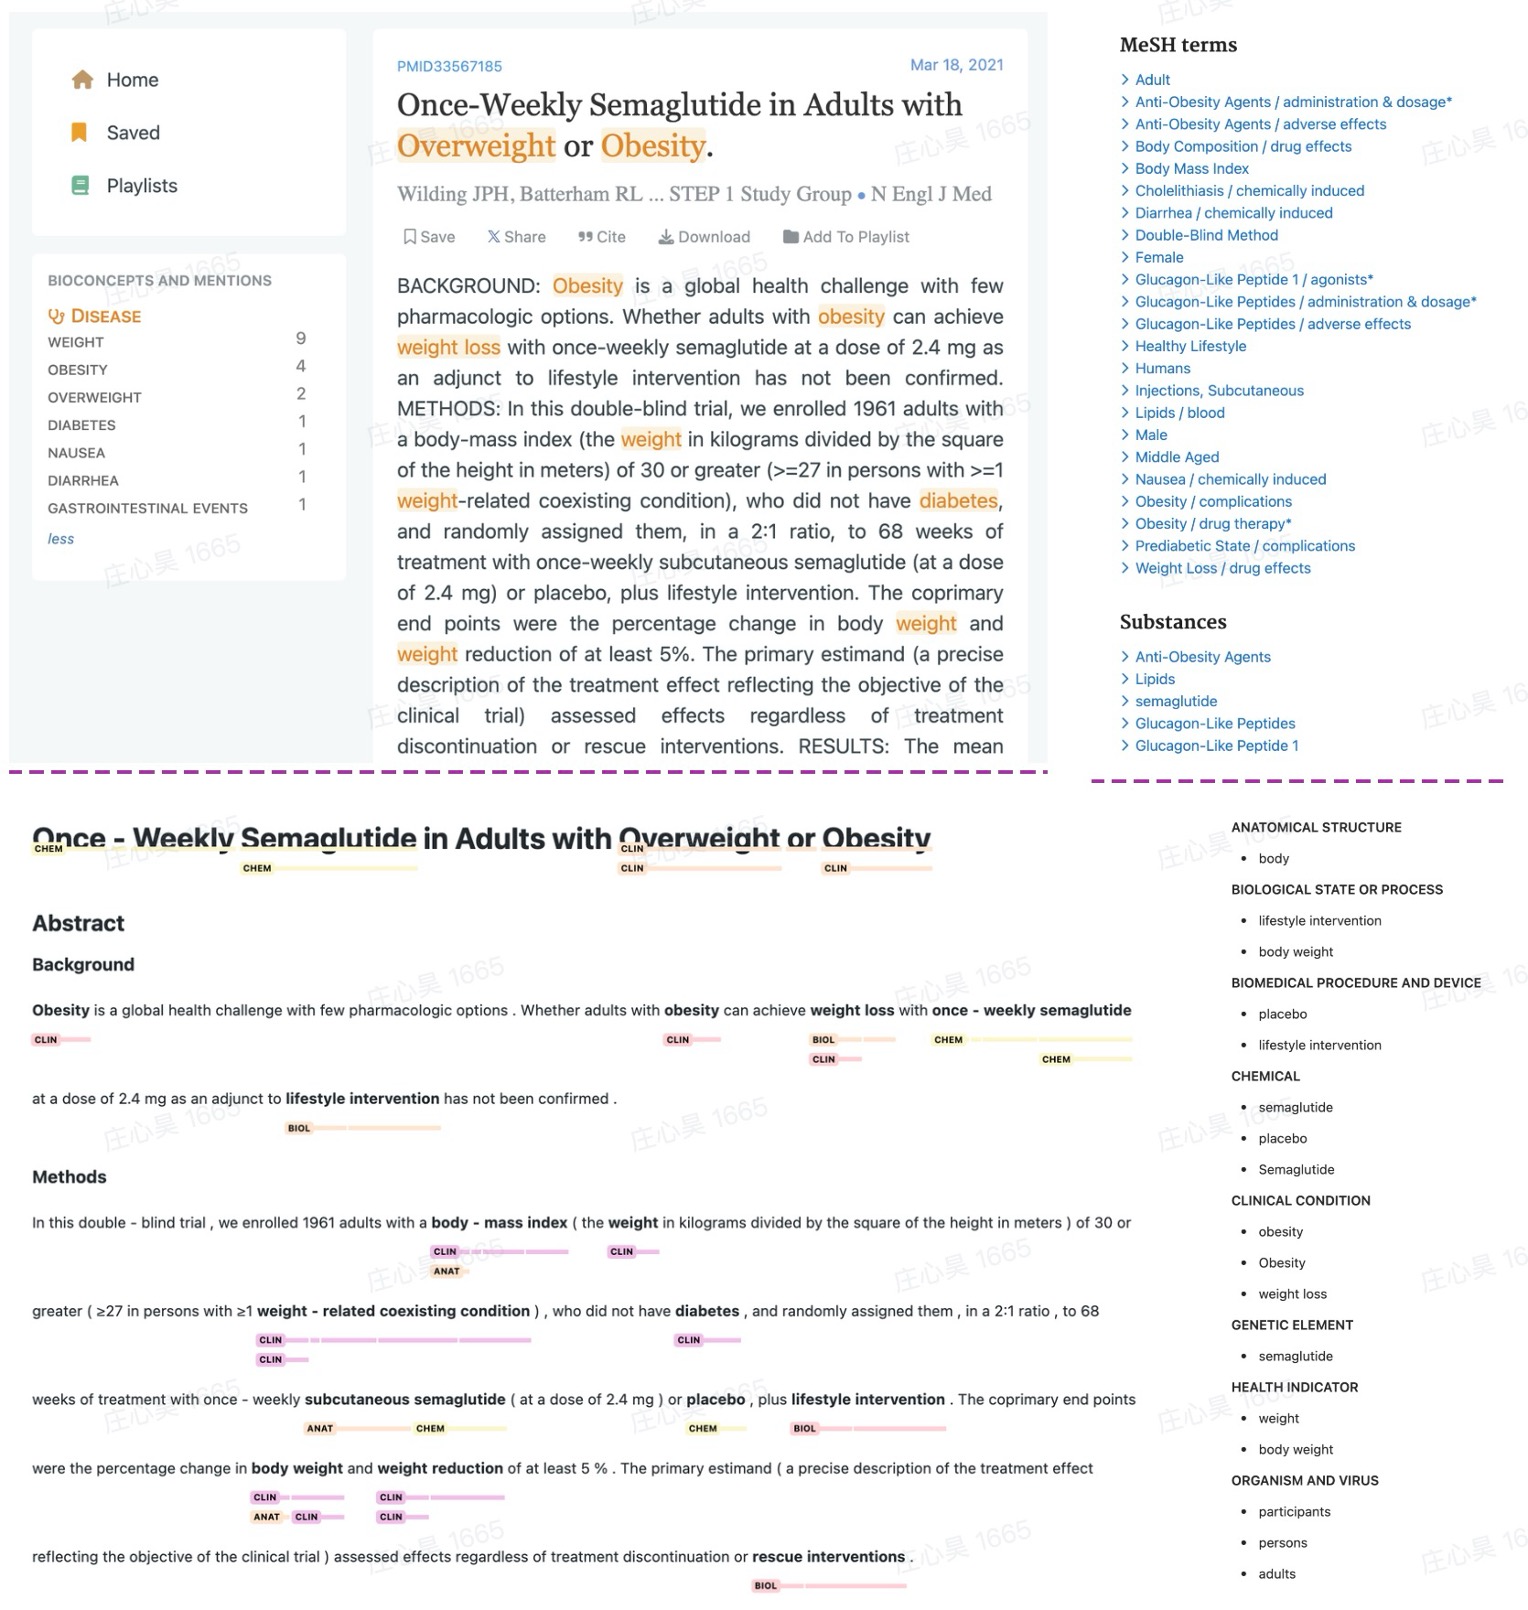 Home
Saved
Playlists
BIOCONCEPTS AND MENTIONS
DISEASE
WEIGHT 9
OBESITY 4
OVERWEIGHT 2
DIABETES 1
NAUSEA 1
DIARRHEA 1
GASTROINTESTINAL EVENTS 1
less
PMID33567185 Mar 18, 2021
Once-Weekly Semaglutide in Adults with
Overweight or Obesity.
Wilding JPH, Batterham RL ... STEP 1 Study Group • N Engl J Med
Save Share Cite Download Add To Playlist
BACKGROUND: Obesity is a global health challenge with few
pharmacologic options. Whether adults with obesity can achieve
weight loss with once-weekly semaglutide at a dose of 2.4 mg as
an adjunct to lifestyle intervention has not been confirmed.
METHODS: In this double-blind trial, we enrolled 1961 adults with
a body-mass index (the weight in kilograms divided by the square
of the height in meters) of 30 or greater (>=27 in persons with >=1
weight-related coexisting condition), who did not have diabetes,
and randomly assigned them, in a 2:1 ratio, to 68 weeks of
treatment with once-weekly subcutaneous semaglutide (at a dose
of 2.4 mg) or placebo, plus lifestyle intervention. The coprimary
end points were the percentage change in body weight and
weight reduction of at least 5%. The primary estimand (a precise
description of the treatment effect reflecting the objective of the
clinical trial) assessed effects regardless of treatment
discontinuation or rescue interventions. RESULTS: The mean
MeSH terms
> Adult
> Anti-Obesity Agents / administration & dosage*
> Anti-Obesity Agents / adverse effects
> Body Composition / drug effects
> Body Mass Index
> Cholelithiasis / chemically induced
> Diarrhea / chemically induced
> Double-Blind Method
> Female
> Glucagon-Like Peptide 1 / agonists*
> Glucagon-Like Peptides / administration & dosage*
> Glucagon-Like Peptides / adverse effects
> Healthy Lifestyle
> Humans
> Injections, Subcutaneous
> Lipids / blood
> Male
> Middle Aged
> Nausea / chemically induced
> Obesity / complications
> Obesity / drug therapy*
> Prediabetic State / complications
> Weight Loss / drug effects
Substances
> Anti-Obesity Agents
> Lipids
> semaglutide
> Glucagon-Like Peptides
> Glucagon-Like Peptide 1
Once - Weekly Semaglutide in Adults with Overweight or Obesity
CHEM CLIN
CHEM CLIN CLIN
Abstract
Background
Obesity is a global health challenge with few pharmacologic options . Whether adults with obesity can achieve weight loss with once - weekly semaglutide
CLIN CLIN BIOL CHEM
CLIN CHEM
at a dose of 2.4 mg as an adjunct to lifestyle intervention has not been confirmed .
BIOL
Methods
In this double - blind trial , we enrolled 1961 adults with a body - mass index ( the weight in kilograms divided by the square of the height in meters ) of 30 or
CLIN CLIN
ANAT
greater ( ≥27 in persons with ≥1 weight - related coexisting condition ) , who did not have diabetes , and randomly assigned them , in a 2:1 ratio , to 68
CLIN CLIN
CLIN
weeks of treatment with once - weekly subcutaneous semaglutide ( at a dose of 2.4 mg ) or placebo , plus lifestyle intervention . The coprimary end points
ANAT CHEM CHEM BIOL
were the percentage change in body weight and weight reduction of at least 5 % . The primary estimand ( a precise description of the treatment effect
CLIN CLIN
ANAT CLIN CLIN
reflecting the objective of the clinical trial ) assessed effects regardless of treatment discontinuation or rescue interventions .
BIOL
ANATOMICAL STRUCTURE
• body
BIOLOGICAL STATE OR PROCESS
• lifestyle intervention
• body weight
BIOMEDICAL PROCEDURE AND DEVICE
• placebo
• lifestyle intervention
CHEMICAL
• semaglutide
• placebo
• Semaglutide
CLINICAL CONDITION
• obesity
• Obesity
• weight loss
GENETIC ELEMENT
• semaglutide
HEALTH INDICATOR
• weight
• body weight
ORGANISM AND VIRUS
• participants
• persons
• adults
庄心昊 1665